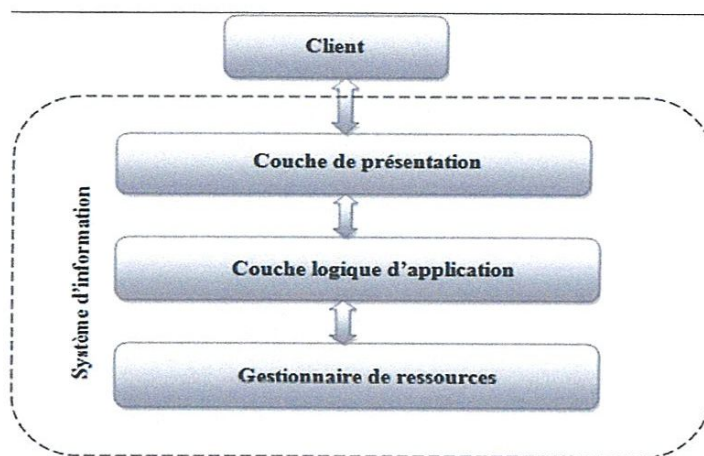 Client
Couche de présentation
Couche logique d'application
Gestionnaire de ressources
Système d'information